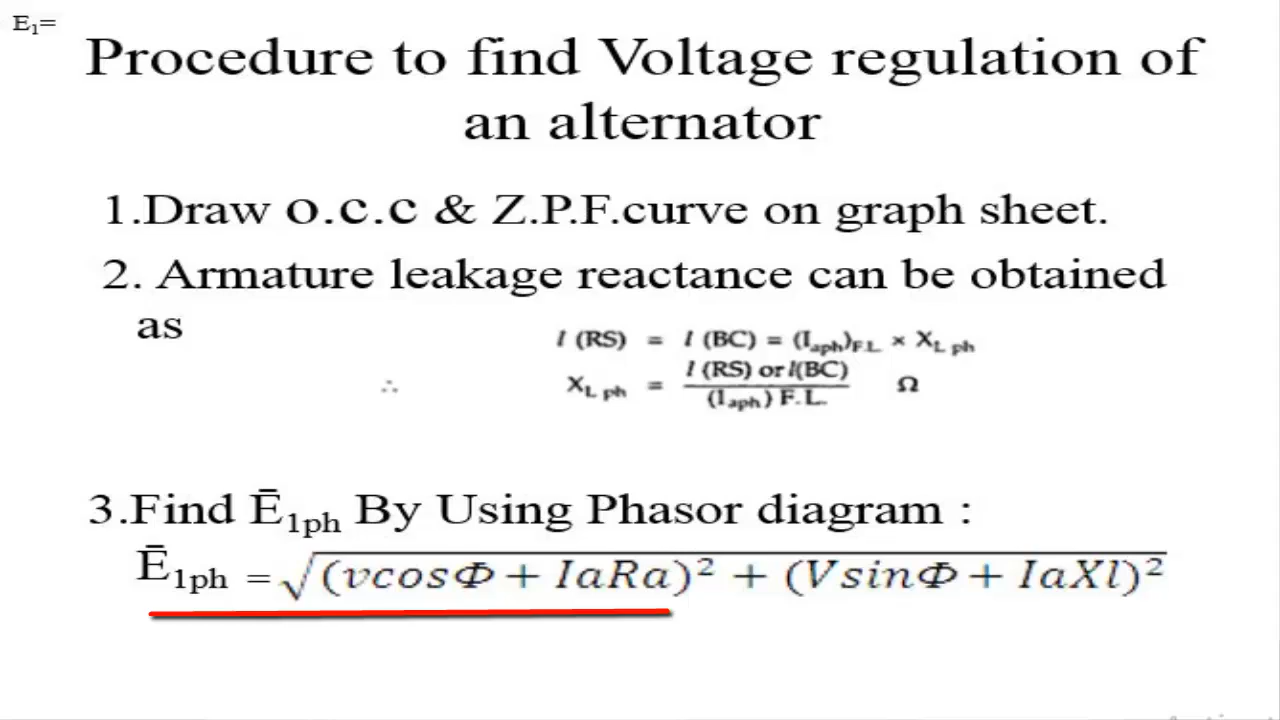 E₁=
Procedure to find Voltage regulation of
an alternator
1.Draw o.c.c & Z.P.F.curve on graph sheet.
2. Armature leakage reactance can be obtained
as
l (RS) = l (BC) = (Iaph)F.L. × XL ph
∴ XL ph = l (RS) or l(BC) / (Iaph) F.L. Ω
3.Find Ē₁ph By Using Phasor diagram :
Ē₁ph = √(vcosΦ + IaRa)² + (VsinΦ + IaXl)²